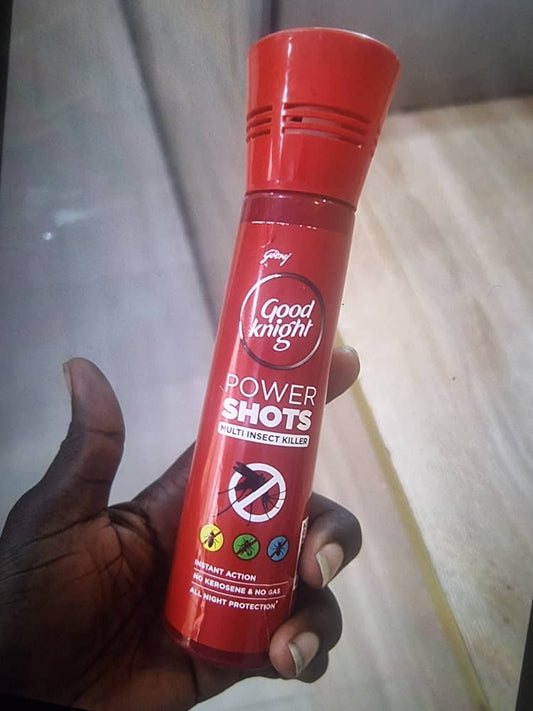 Godrej
Good
knight
POWER
SHOTS
MULTI INSECT KILLER
INSTANT ACTION
NO KEROSENE & NO GAS
ALL NIGHT PROTECTION*